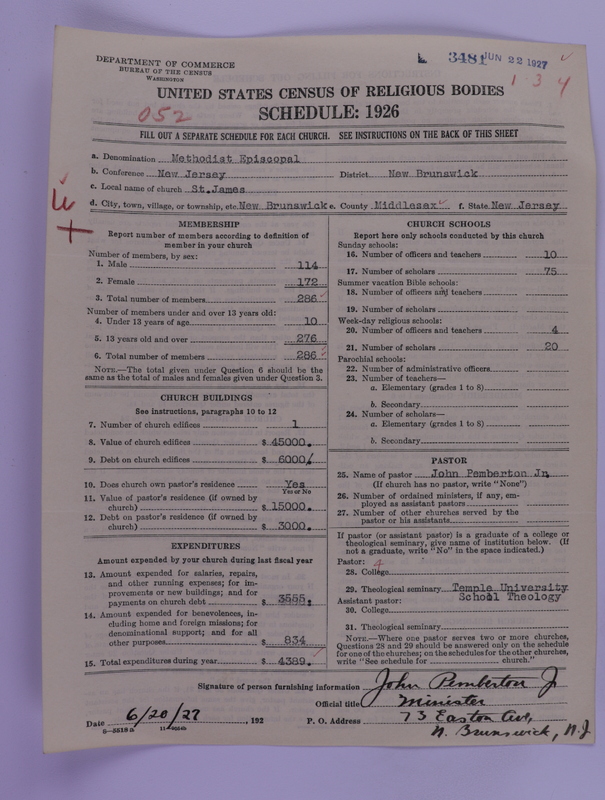 DEPARTMENT OF COMMERCE
BUREAU OF THE CENSUS
WASHINGTON
3481 JUN 22 1927
1 3 4
UNITED STATES CENSUS OF RELIGIOUS BODIES
SCHEDULE: 1926
052
FILL OUT A SEPARATE SCHEDULE FOR EACH CHURCH. SEE INSTRUCTIONS ON THE BACK OF THIS SHEET
a. Denomination Methodist Episcopal
b. Conference New Jersey District New Brunswick
c. Local name of church St.James
d. City, town, village, or township, etc. New Brunswick e. County Middlesex f. State New Jersey
MEMBERSHIP
Report number of members according to definition of member in your church
Number of members, by sex:
1. Male 114
2. Female 172
3. Total number of members 286
Number of members under and over 13 years old:
4. Under 13 years of age 10
5. 13 years old and over 276
6. Total number of members 286
NOTE.—The total given under Question 6 should be the
same as the total of males and females given under Question 3.
CHURCH BUILDINGS
See instructions, paragraphs 10 to 12
7. Number of church edifices 1
8. Value of church edifices $ 45000.
9. Debt on church edifices $ 6000/
10. Does church own pastor's residence? Yes
Yes or No
11. Value of pastor's residence (if owned by
church) $ 15000.
12. Debt on pastor's residence (if owned by
church) $ 3000.
EXPENDITURES
Amount expended by your church during last fiscal year
13. Amount expended for salaries, repairs,
and other running expenses; for im-
provements or new buildings; and for
payments on church debt $ 3555.
14. Amount expended for benevolences, in-
cluding home and foreign missions; for
denominational support; and for all
other purposes $ 834
15. Total expenditures during year $ 4389.
CHURCH SCHOOLS
Report here only schools conducted by this church
Sunday schools:
16. Number of officers and teachers 10
17. Number of scholars 75
Summer vacation Bible schools:
18. Number of officers and teachers
19. Number of scholars
Week-day religious schools:
20. Number of officers and teachers 4
21. Number of scholars 20
Parochial schools:
22. Number of administrative officers
23. Number of teachers—
a. Elementary (grades 1 to 8)
b. Secondary
24. Number of scholars—
a. Elementary (grades 1 to 8)
b. Secondary
PASTOR
25. Name of pastor John Pemberton Jr.
(If church has no pastor, write "None")
26. Number of ordained ministers, if any, em-
ployed as assistant pastors
27. Number of other churches served by the
pastor or his assistants
If pastor (or assistant pastor) is a graduate of a college or
theological seminary, give name of institution below. (If
not a graduate, write "No" in the space indicated.)
Pastor:
28. College
29. Theological seminary Temple University
Assistant pastor: School Theology
30. College
31. Theological seminary
NOTE.—Where one pastor serves two or more churches,
Questions 28 and 29 should be answered only on the schedule
for one of the churches; on the schedules for the other churches,
write "See schedule for church."
Signature of person furnishing information John Pemberton Jr
Official title Minister
Date 6/20/27, 192 P. O. Address 73 Easton Ave,
8—5518a N. Brunswick, N.J.